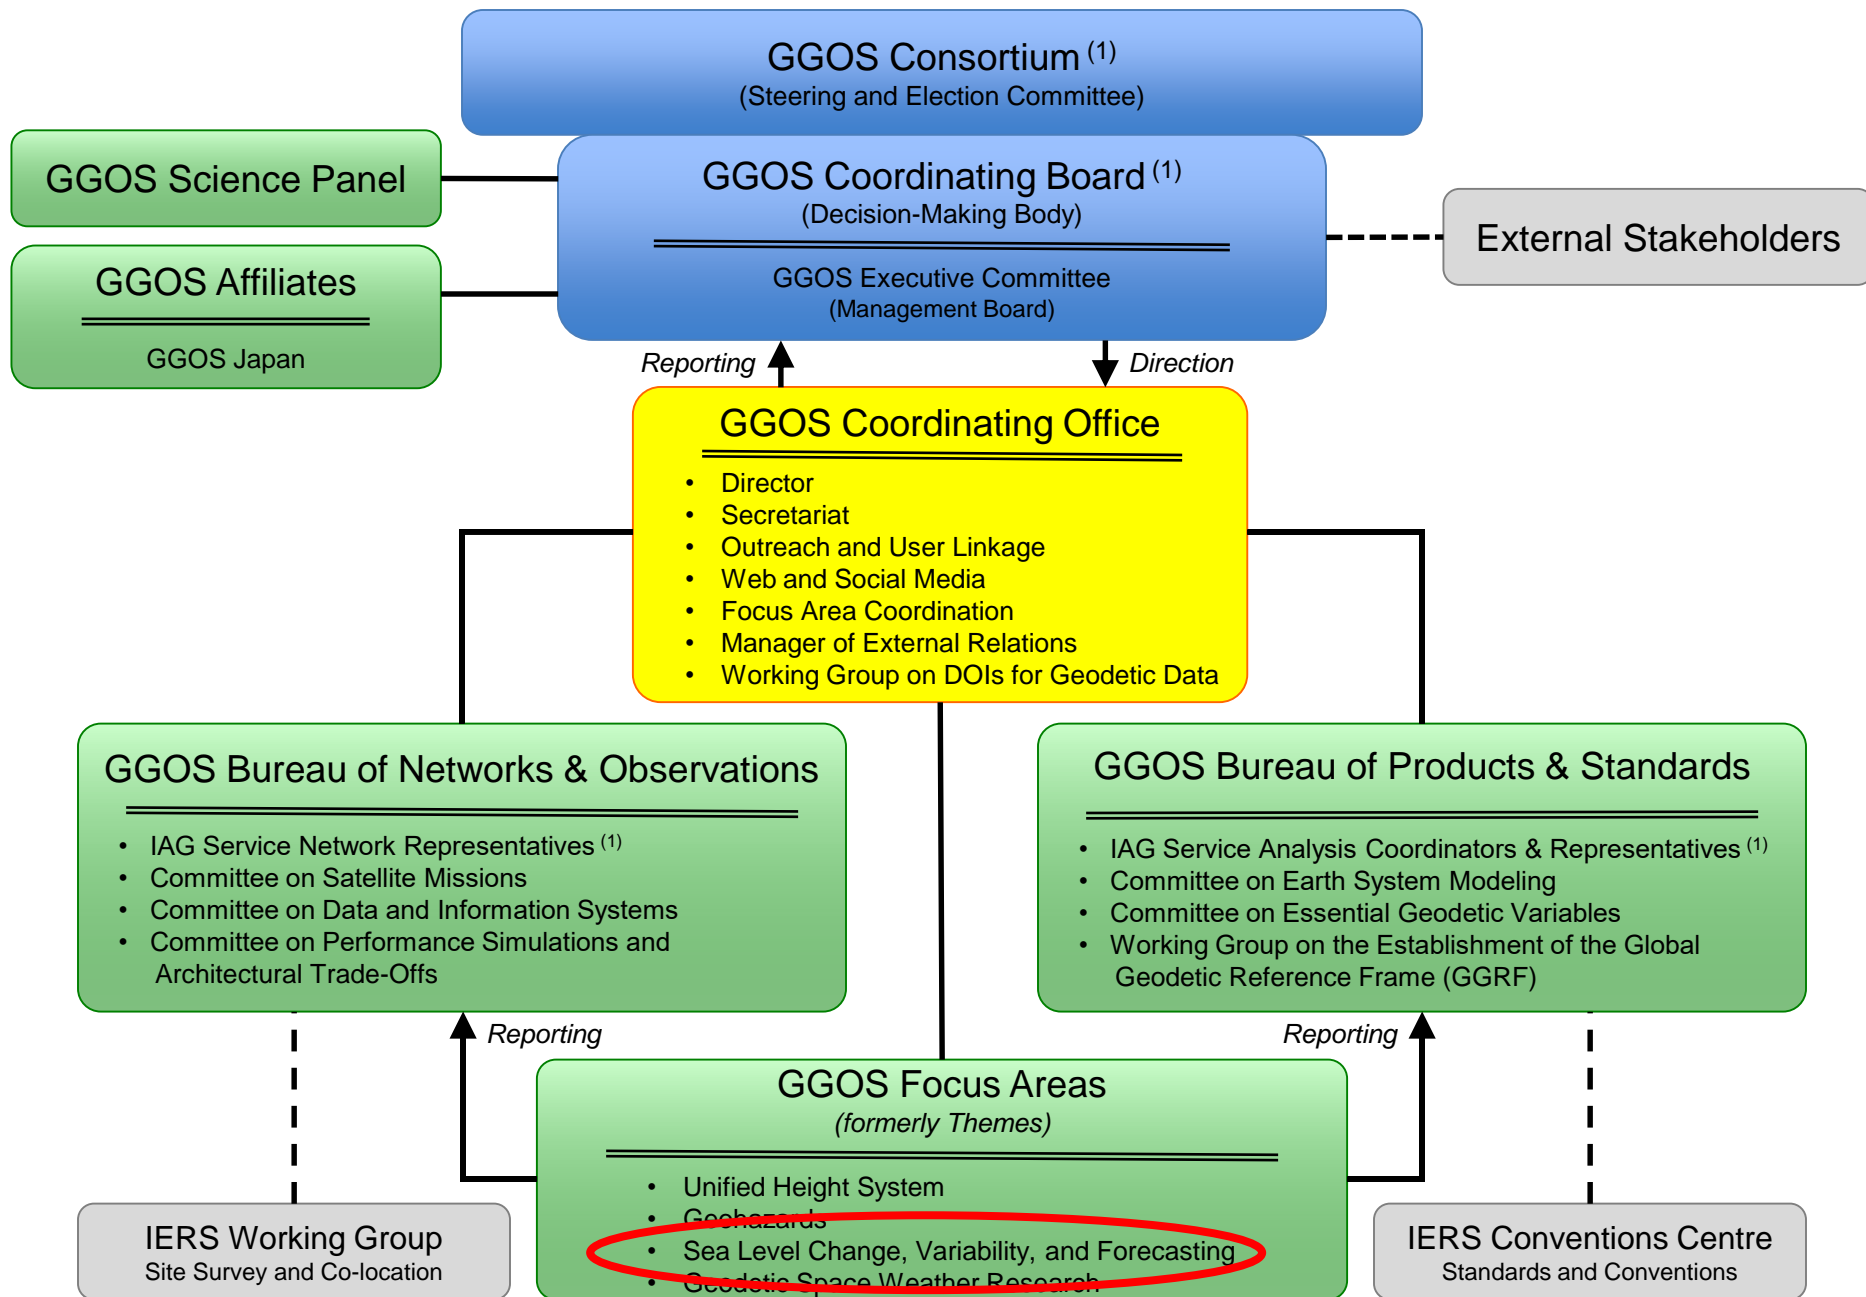 GGOS Consortium (1)
(Steering and Election Committee)
GGOS Science Panel
GGOS Coordinating Board (1)
(Decision-Making Body)
GGOS Executive Committee
(Management Board)
External Stakeholders
GGOS Affiliates
GGOS Japan
Reporting
Direction
GGOS Coordinating Office
• Director
• Secretariat
• Outreach and User Linkage
• Web and Social Media
• Focus Area Coordination
• Manager of External Relations
• Working Group on DOIs for Geodetic Data
GGOS Bureau of Networks & Observations
• IAG Service Network Representatives (1)
• Committee on Satellite Missions
• Committee on Data and Information Systems
• Committee on Performance Simulations and
Architectural Trade-Offs
GGOS Bureau of Products & Standards
• IAG Service Analysis Coordinators & Representatives (1)
• Committee on Earth System Modeling
• Committee on Essential Geodetic Variables
• Working Group on the Establishment of the Global
Geodetic Reference Frame (GGRF)
Reporting
Reporting
GGOS Focus Areas
(formerly Themes)
• Unified Height System
• Geohazards
• Sea Level Change, Variability, and Forecasting
• Geodetic Space Weather Research
IERS Working Group
Site Survey and Co-location
IERS Conventions Centre
Standards and Conventions